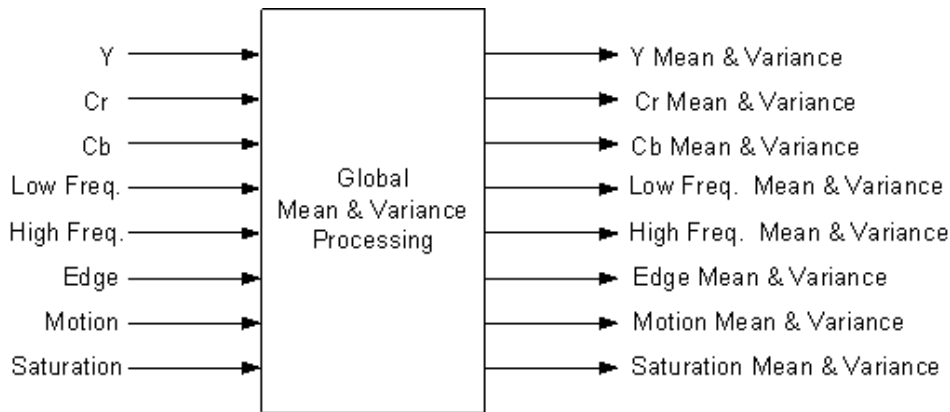 Y
Cr
Cb
Low Freq.
High Freq.
Edge
Motion
Saturation
Global
Mean & Variance
Processing
Y Mean & Variance
Cr Mean & Variance
Cb Mean & Variance
Low Freq. Mean & Variance
High Freq. Mean & Variance
Edge Mean & Variance
Motion Mean & Variance
Saturation Mean & Variance